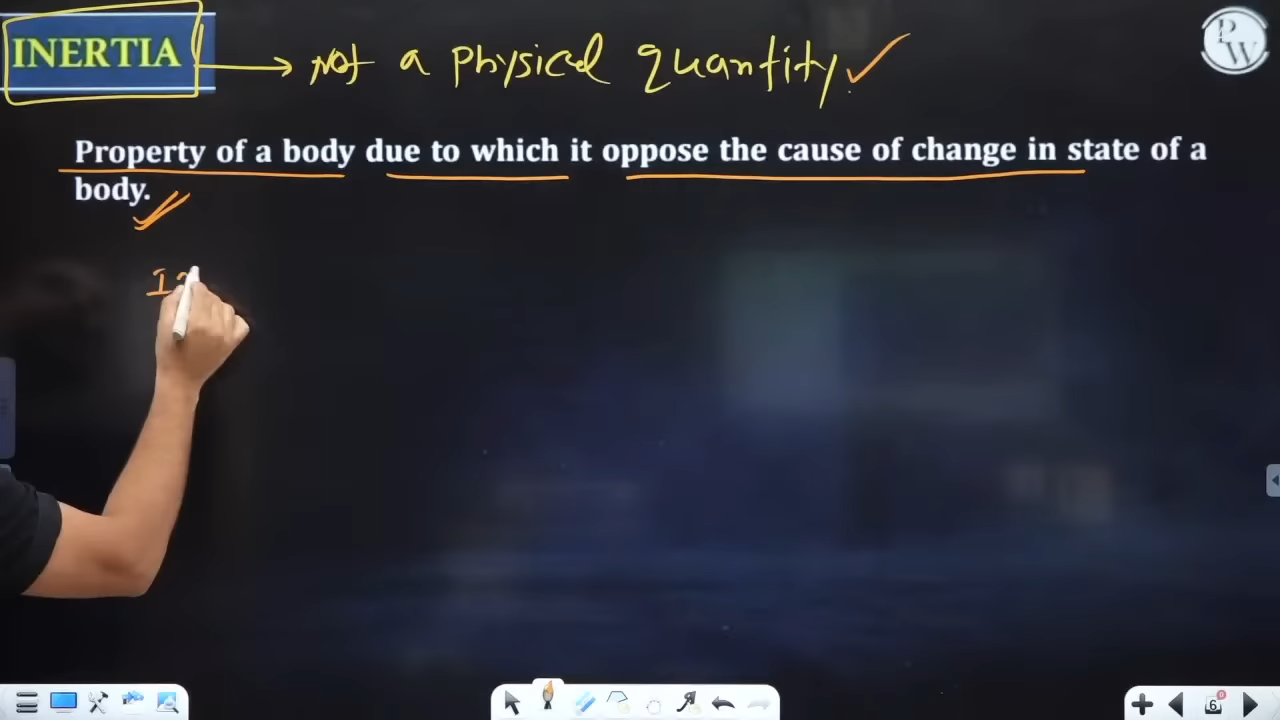 INERTIA → Not a physical quantity ✓
PW
Property of a body due to which it oppose the cause of change in state of a
body.
I
6